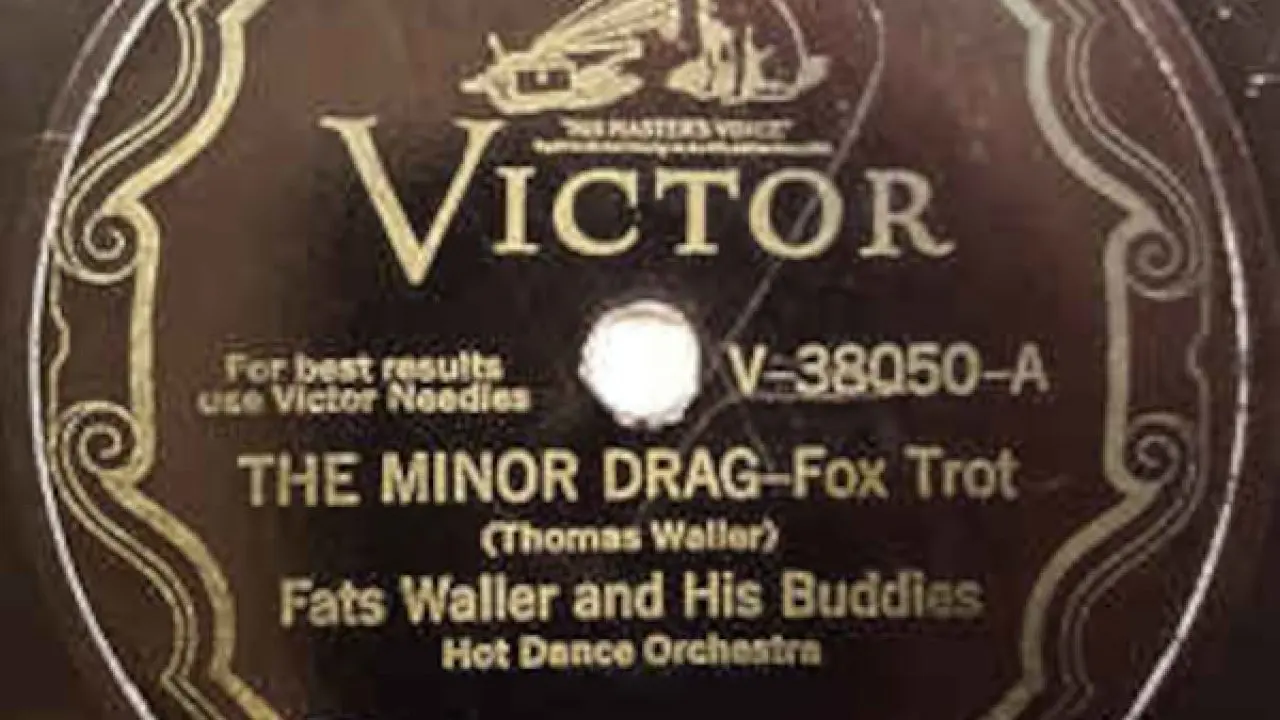 "HIS MASTER'S VOICE"
VICTOR
For best results
use Victor Needles
V-38050-A
THE MINOR DRAG-Fox Trot
(Thomas Waller)
Fats Waller and His Buddies
Hot Dance Orchestra